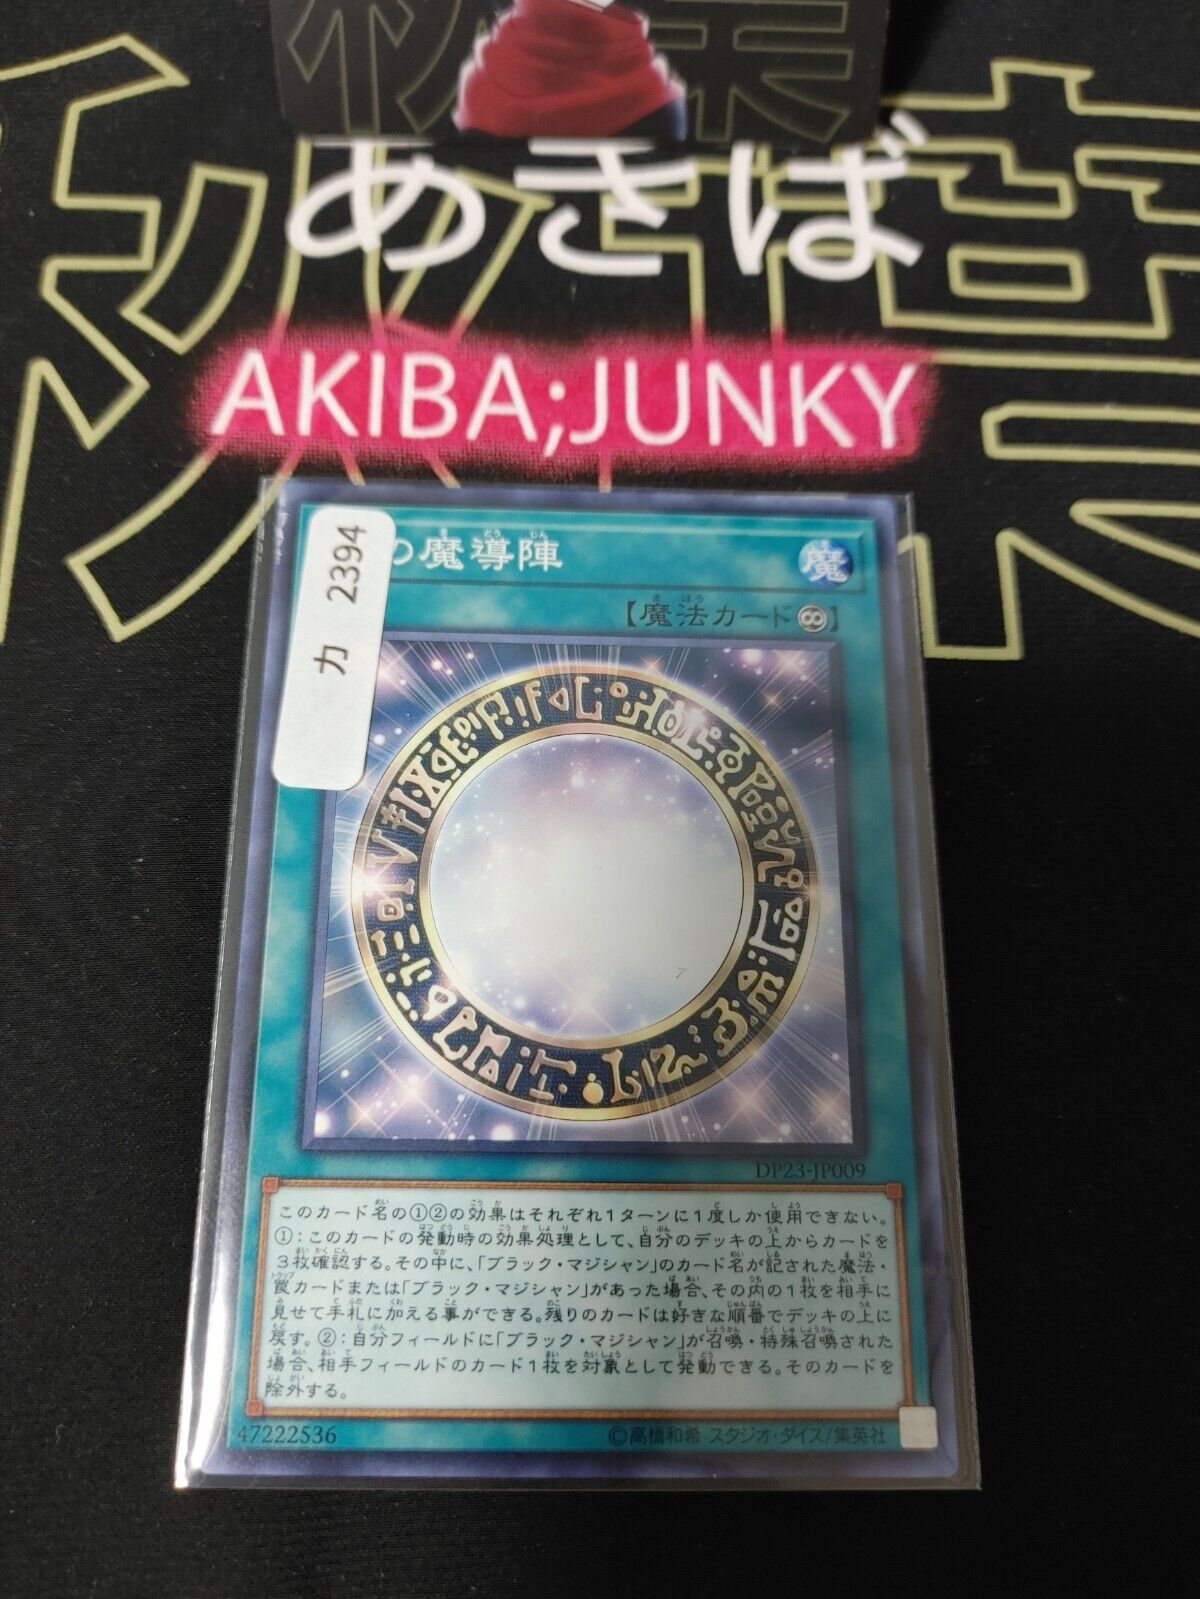 あきば
AKIBA;JUNKY
カ 2394
の魔導陣
魔
【魔法カード】
DP23-JP009
このカード名の①②の効果はそれぞれ1ターンに1度しか使用できない。
①：このカードの発動時の効果処理として、自分のデッキの上からカードを
3枚確認する。その中に、「ブラック・マジシャン」のカード名が記された魔法・
罠カードまたは「ブラック・マジシャン」があった場合、その内の1枚を相手に
見せて手札に加える事ができる。残りのカードは好きな順番でデッキの上に
戻す。②：自分フィールドに「ブラック・マジシャン」が召喚・特殊召喚された
場合、相手フィールドのカード1枚を対象として発動できる。そのカードを
除外する。
47222536 ©高橋和希 スタジオ・ダイス/集英社